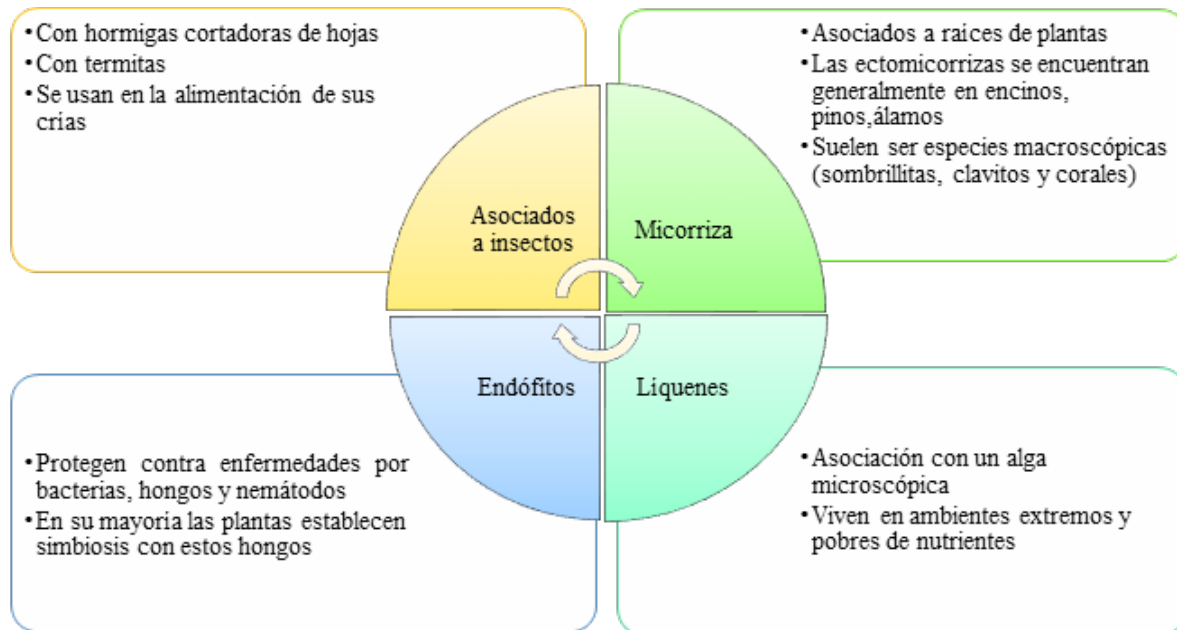 •Con hormigas cortadoras de hojas
•Con termitas
•Se usan en la alimentación de sus
crías
•Asociados a raíces de plantas
•Las ectomicorrizas se encuentran
generalmente en encinos,
pinos,álamos
•Suelen ser especies macroscópicas
(sombrillitas, clavitos y corales)
Asociados
a insectos
Micorriza
Endófitos
Liquenes
•Protegen contra enfermedades por
bacterias, hongos y nemátodos
•En su mayoría las plantas establecen
simbiosis con estos hongos
•Asociación con un alga
microscópica
•Viven en ambientes extremos y
pobres de nutrientes